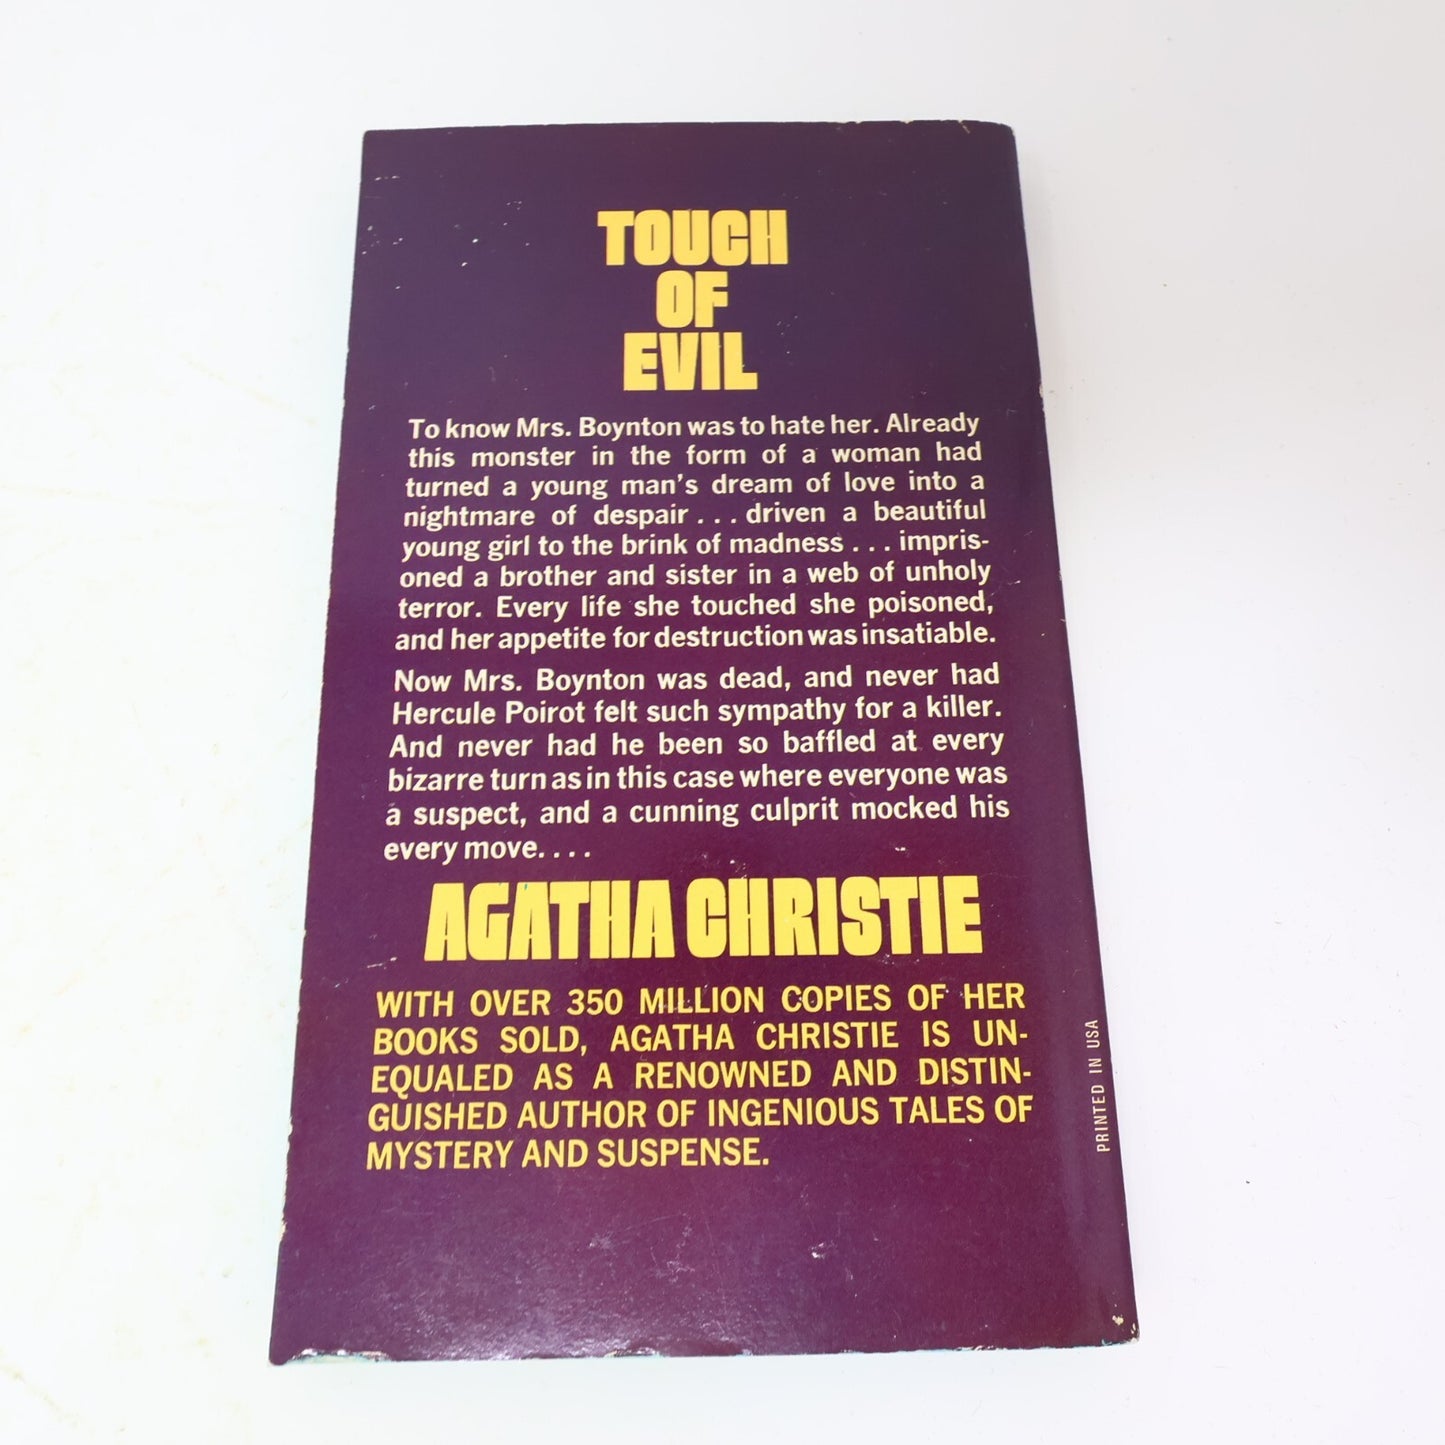 TOUCH
OF
EVIL
To know Mrs. Boynton was to hate her. Already
this monster in the form of a woman had
turned a young man's dream of love into a
nightmare of despair . . . driven a beautiful
young girl to the brink of madness . . . impris-
oned a brother and sister in a web of unholy
terror. Every life she touched she poisoned,
and her appetite for destruction was insatiable.
Now Mrs. Boynton was dead, and never had
Hercule Poirot felt such sympathy for a killer.
And never had he been so baffled at every
bizarre turn as in this case where everyone was
a suspect, and a cunning culprit mocked his
every move. . . .
AGATHA CHRISTIE
WITH OVER 350 MILLION COPIES OF HER
BOOKS SOLD, AGATHA CHRISTIE IS UN-
EQUALED AS A RENOWNED AND DISTIN-
GUISHED AUTHOR OF INGENIOUS TALES OF
MYSTERY AND SUSPENSE.
PRINTED IN USA